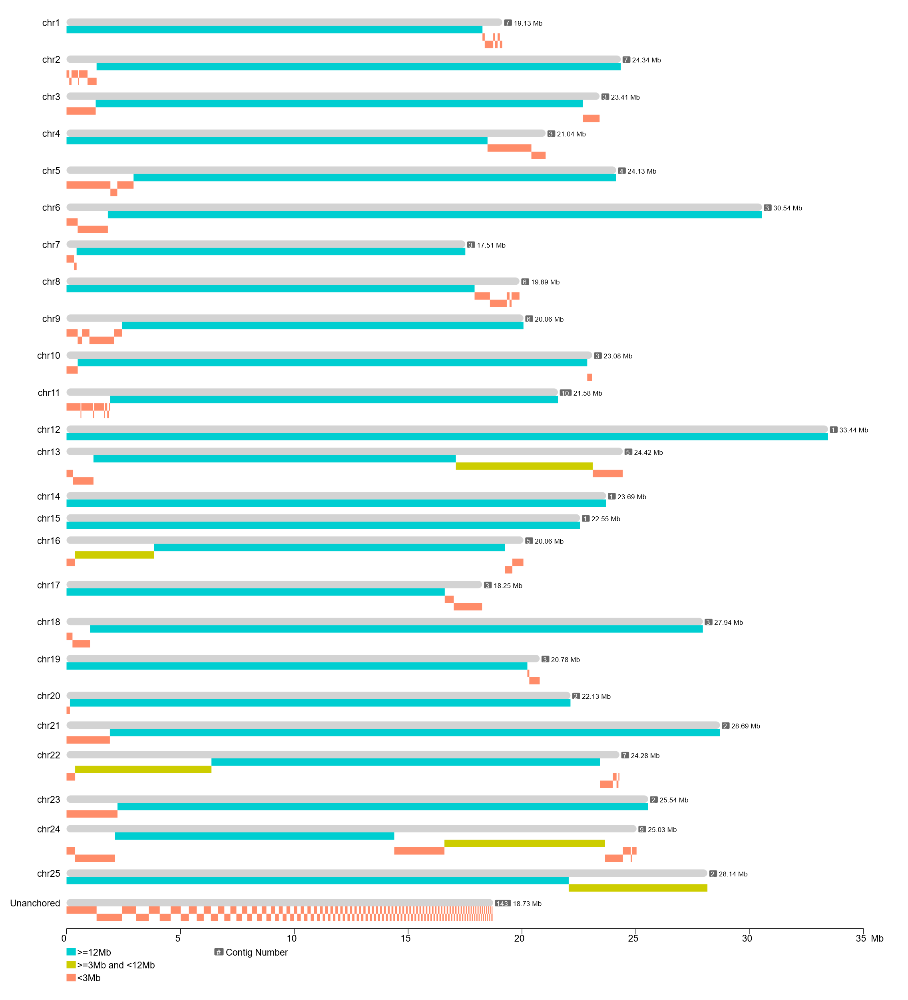 chr1 7 19.13 Mb
chr2 7 24.34 Mb
chr3 3 23.41 Mb
chr4 3 21.04 Mb
chr5 4 24.13 Mb
chr6 3 30.54 Mb
chr7 3 17.51 Mb
chr8 6 19.89 Mb
chr9 6 20.06 Mb
chr10 3 23.08 Mb
chr11 10 21.58 Mb
chr12 1 33.44 Mb
chr13 5 24.42 Mb
chr14 1 23.69 Mb
chr15 1 22.55 Mb
chr16 5 20.06 Mb
chr17 3 18.25 Mb
chr18 3 27.94 Mb
chr19 3 20.78 Mb
chr20 2 22.13 Mb
chr21 2 28.69 Mb
chr22 7 24.28 Mb
chr23 2 25.54 Mb
chr24 9 25.03 Mb
chr25 2 28.14 Mb
Unanchored 143 18.73 Mb
0 5 10 15 20 25 30 35 Mb
>=12Mb # Contig Number
>=3Mb and <12Mb
<3Mb